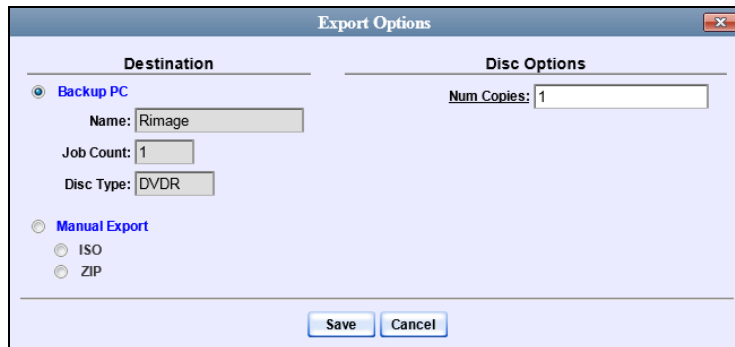 Export Options
Destination
Backup PC
Name: Rimage
Job Count: 1
Disc Type: DVDR
Manual Export
ISO
ZIP
Disc Options
Num Copies: 1
Save Cancel